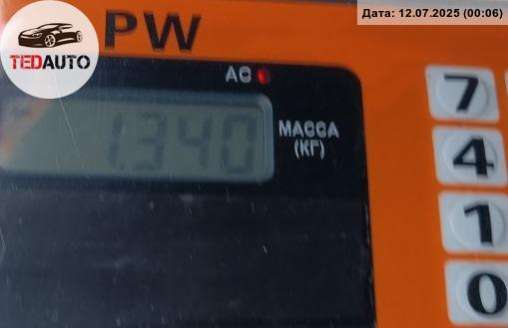 Дата: 12.07.2025 (00:06)
TEDAUTO
PW
AC
1.340
МАССА
(КГ)
7
4
1
0